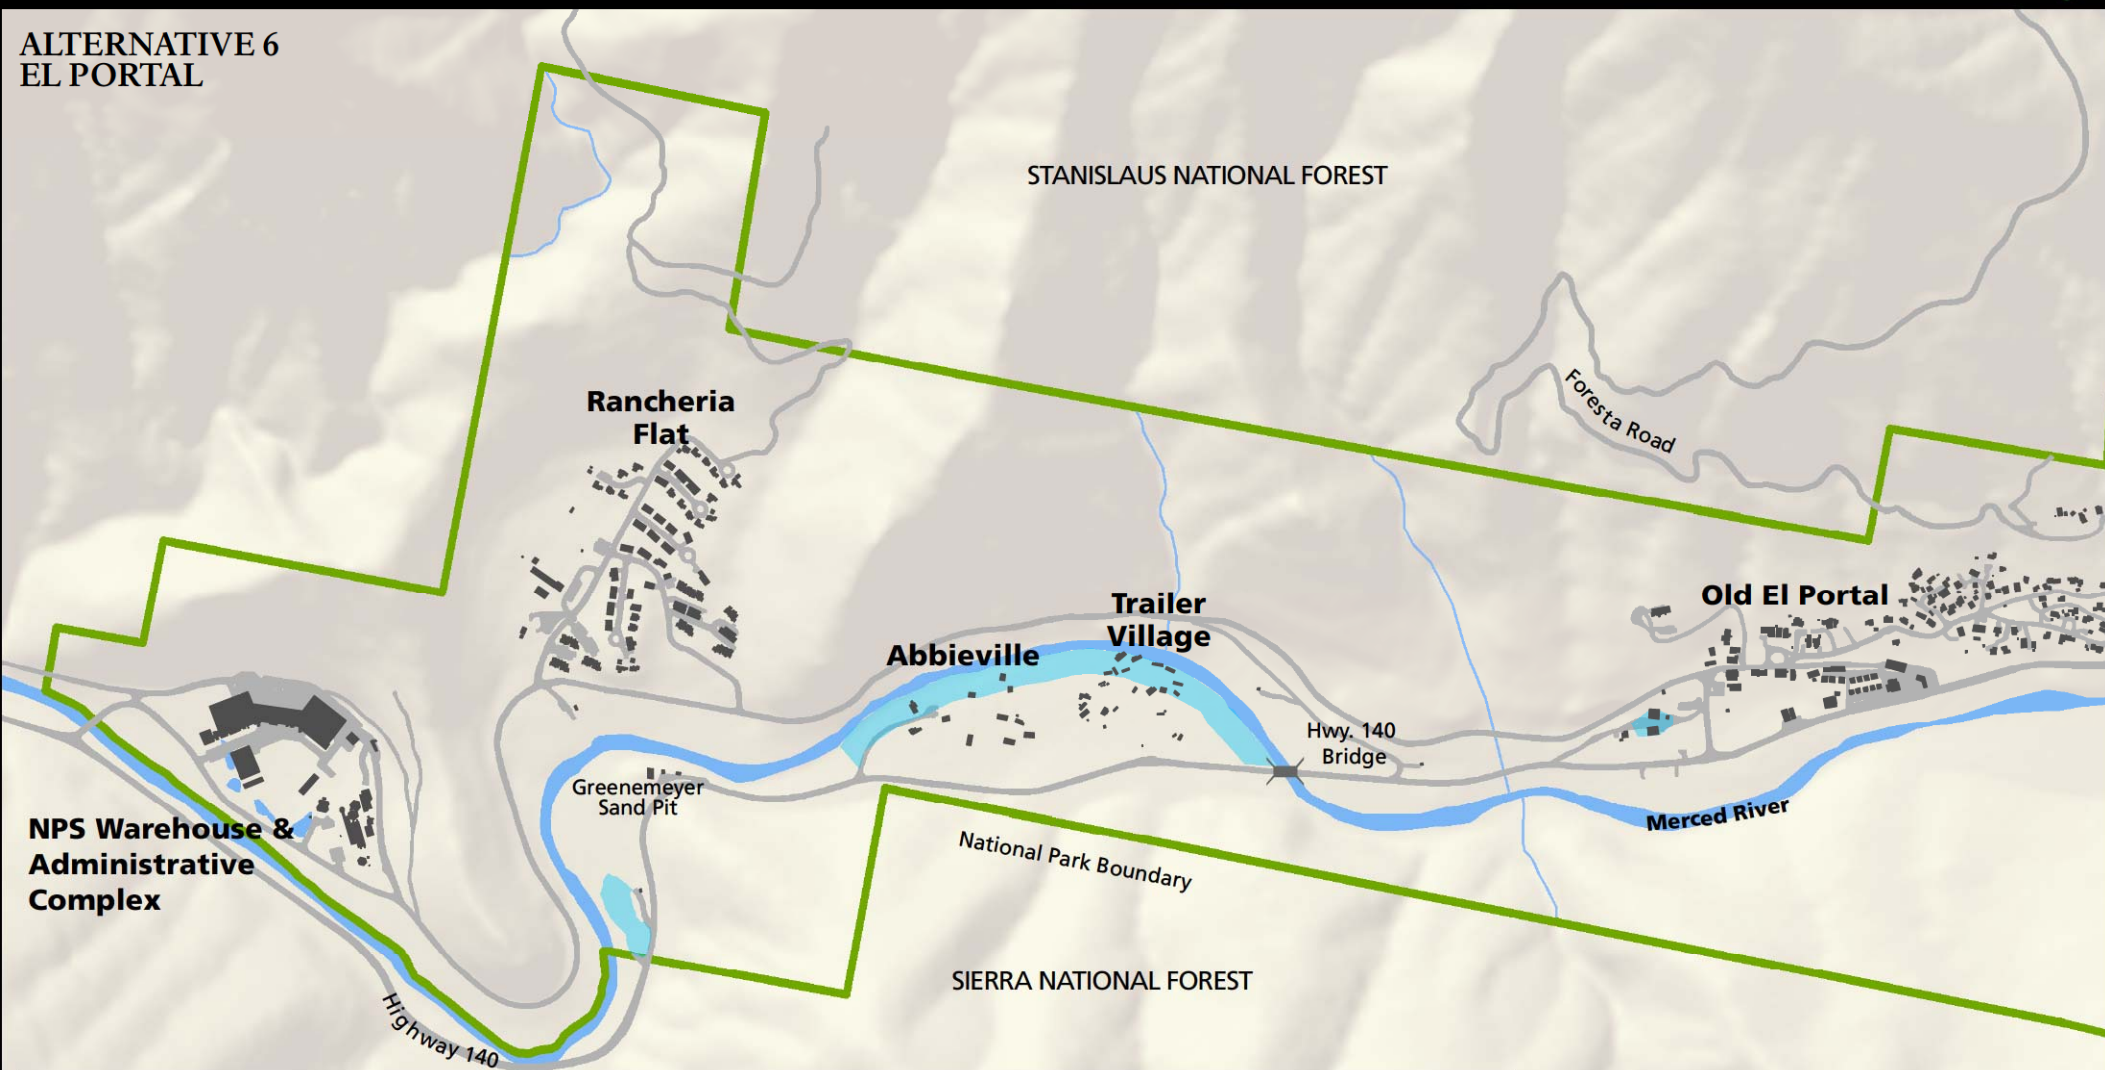 ALTERNATIVE 6
EL PORTAL
STANISLAUS NATIONAL FOREST
Rancheria
Flat
Foresta Road
Old El Portal
Trailer
Village
Abbieville
Hwy. 140
Bridge
Greenemeyer
Sand Pit
Merced River
NPS Warehouse &
Administrative
Complex
National Park Boundary
SIERRA NATIONAL FOREST
Highway 140